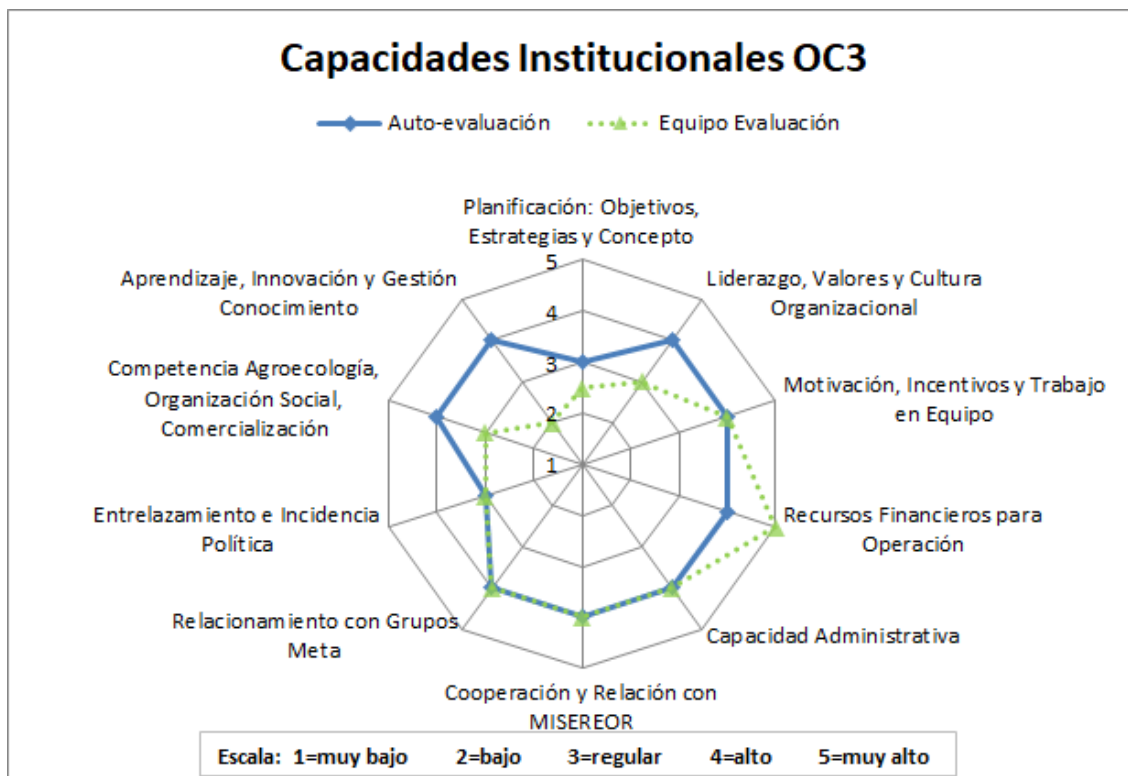 Capacidades Institucionales OC3
Auto-evaluación
Equipo Evaluación
Planificación: Objetivos,
Estrategias y Concepto
Liderazgo, Valores y Cultura
Organizacional
Motivación, Incentivos y Trabajo
en Equipo
Recursos Financieros para
Operación
Capacidad Administrativa
Cooperación y Relación con
MISEREOR
Relacionamiento con Grupos
Meta
Entrelazamiento e Incidencia
Política
Competencia Agroecología,
Organización Social,
Comercialización
Aprendizaje, Innovación y Gestión
Conocimiento
5
4
3
2
1
Escala: 1=muy bajo 2=bajo 3=regular 4=alto 5=muy alto